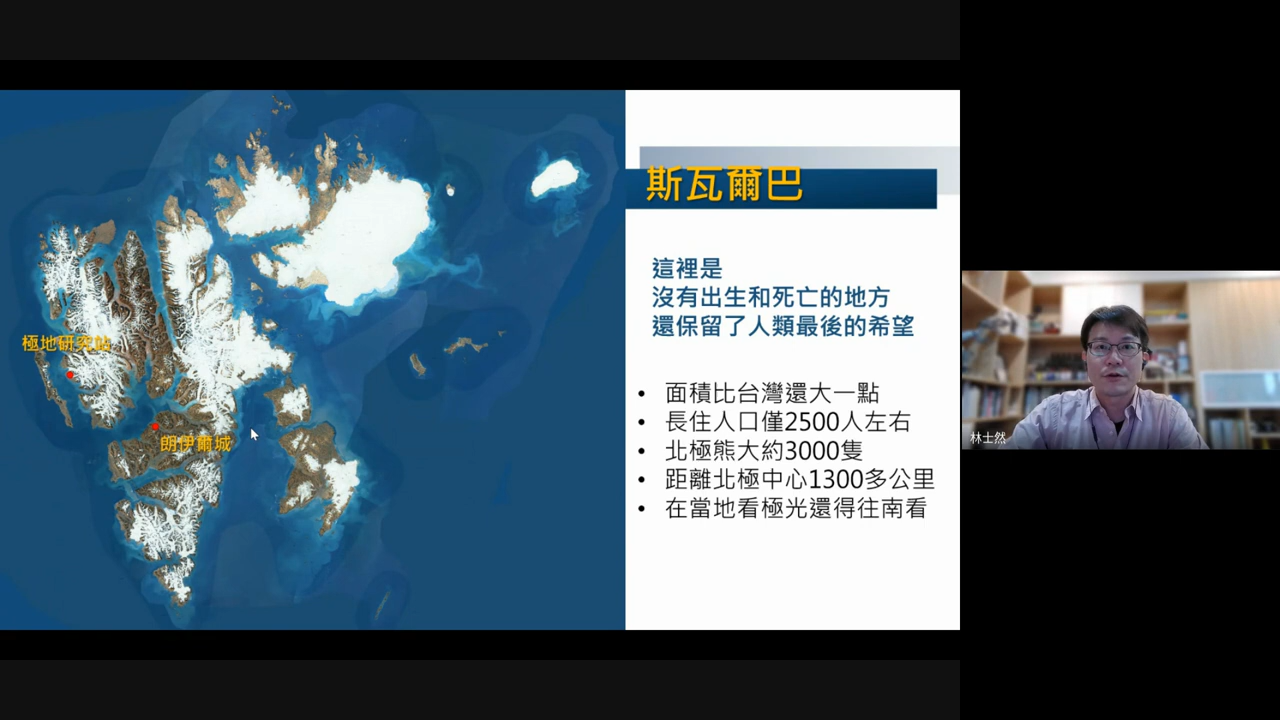 斯瓦爾巴
這裡是
沒有出生和死亡的地方
還保留了人類最後的希望
• 面積比台灣還大一點
• 長住人口僅2500人左右
• 北極熊大約3000隻
• 距離北極中心1300多公里
• 在當地看極光還得往南看
極地研究站
朗伊爾城
林士然